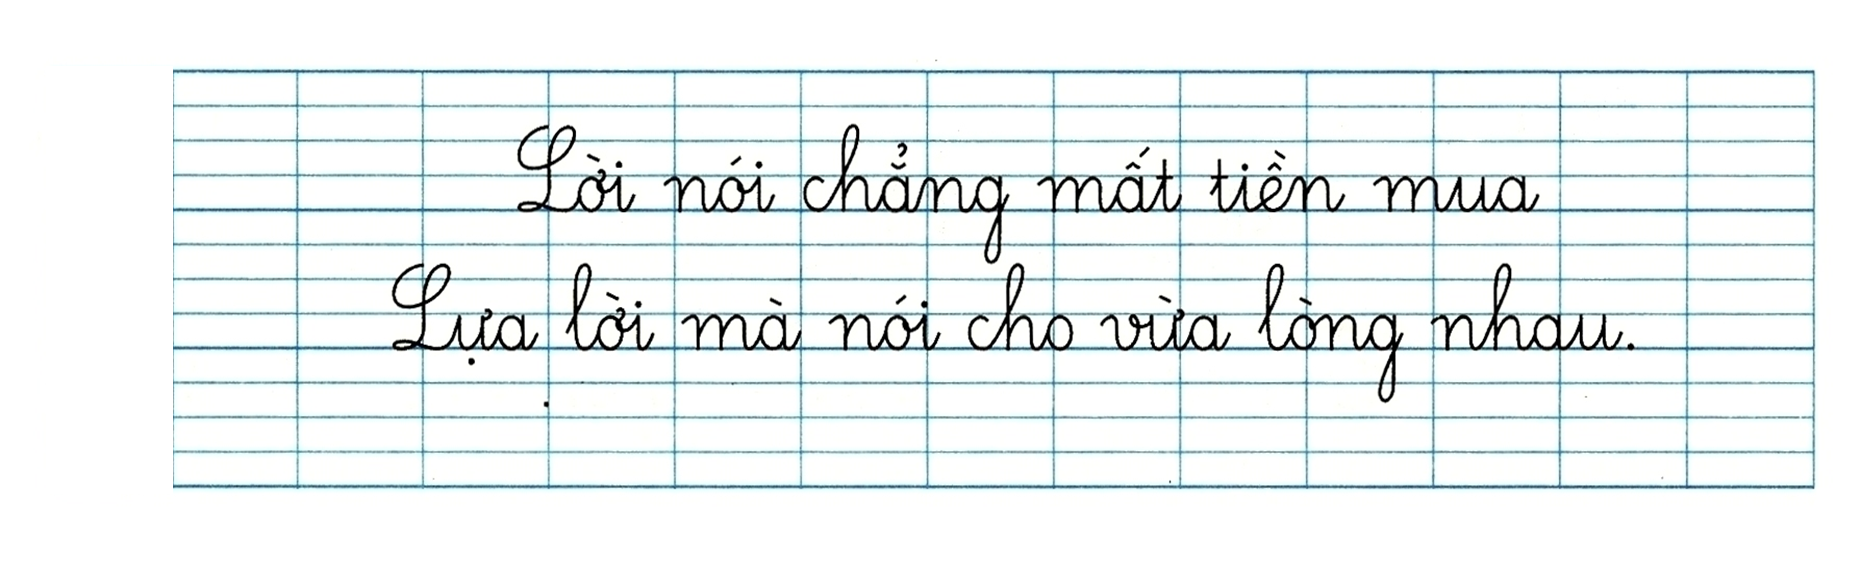 Lời nói chẳng mất tiền mua
Lựa lời mà nói cho vừa lòng nhau.